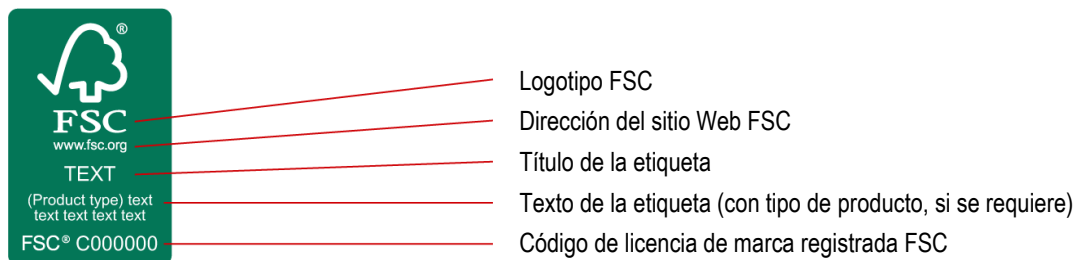 ®
FSC
www.fsc.org
TEXT
(Product type) text
text text text text
FSC® C000000
Logotipo FSC
Dirección del sitio Web FSC
Título de la etiqueta
Texto de la etiqueta (con tipo de producto, si se requiere)
Código de licencia de marca registrada FSC